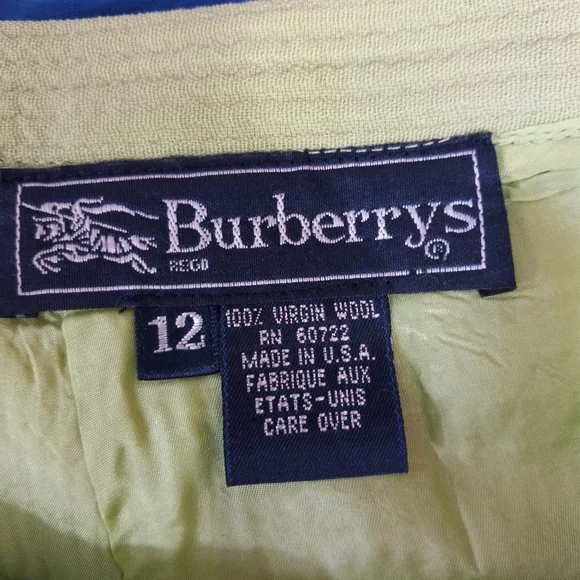 Burberrys
REGD
®
12
100% VIRGIN WOOL
RN 60722
MADE IN U.S.A.
FABRIQUE AUX
ETATS-UNIS
CARE OVER